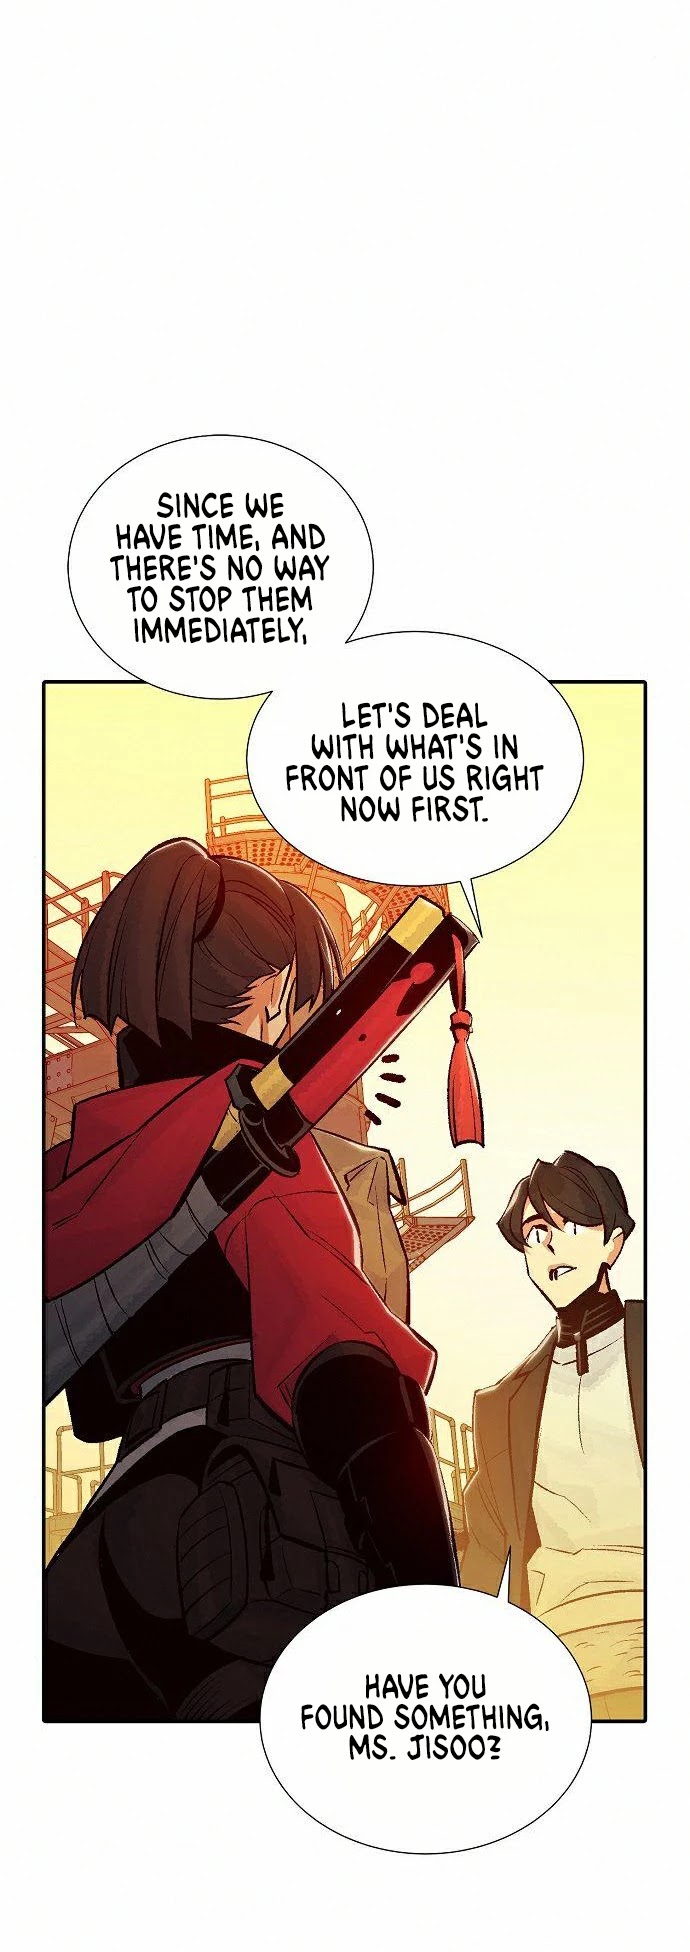 SINCE WE
HAVE TIME, AND
THERE'S NO WAY
TO STOP THEM
IMMEDIATELY,
LET'S DEAL
WITH WHAT'S IN
FRONT OF US RIGHT
NOW FIRST.
HAVE YOU
FOUND SOMETHING,
MS. JISOO?